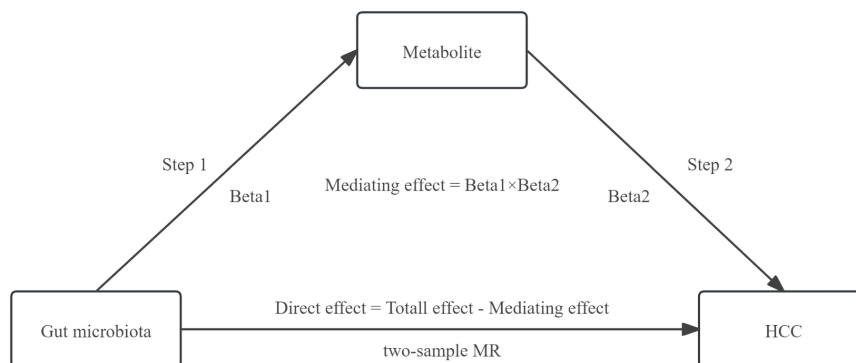 Metabolite
Step 1
Step 2
Mediating effect = Beta1×Beta2
Beta1
Beta2
Direct effect = Totall effect - Mediating effect
Gut microbiota
HCC
two-sample MR